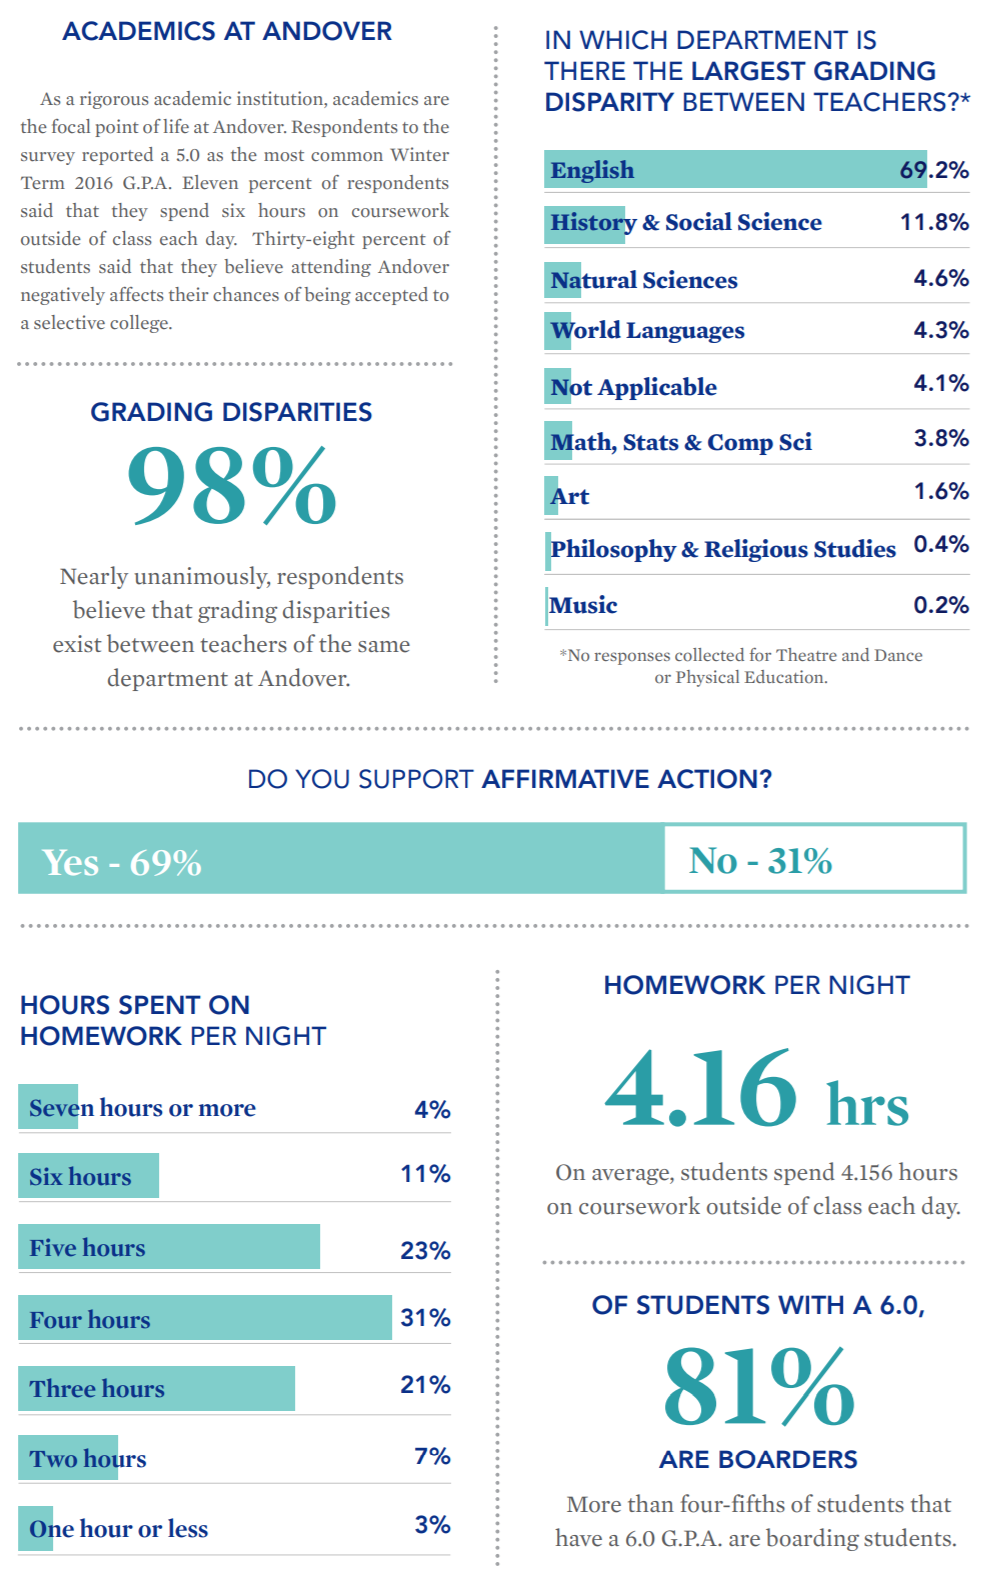 ACADEMICS AT ANDOVER
As a rigorous academic institution, academics are
the focal point of life at Andover. Respondents to the
survey reported a 5.0 as the most common Winter
Term 2016 G.P.A. Eleven percent of respondents
said that they spend six hours on coursework
outside of class each day. Thirty-eight percent of
students said that they believe attending Andover
negatively affects their chances of being accepted to
a selective college.
GRADING DISPARITIES
98%
Nearly unanimously, respondents
believe that grading disparities
exist between teachers of the same
department at Andover.
IN WHICH DEPARTMENT IS
THERE THE LARGEST GRADING
DISPARITY BETWEEN TEACHERS?*
English 69.2%
History & Social Science 11.8%
Natural Sciences 4.6%
World Languages 4.3%
Not Applicable 4.1%
Math, Stats & Comp Sci 3.8%
Art 1.6%
Philosophy & Religious Studies 0.4%
Music 0.2%
*No responses collected for Theatre and Dance
or Physical Education.
DO YOU SUPPORT AFFIRMATIVE ACTION?
Yes - 69% No - 31%
HOURS SPENT ON
HOMEWORK PER NIGHT
Seven hours or more 4%
Six hours 11%
Five hours 23%
Four hours 31%
Three hours 21%
Two hours 7%
One hour or less 3%
HOMEWORK PER NIGHT
4.16 hrs
On average, students spend 4.156 hours
on coursework outside of class each day.
OF STUDENTS WITH A 6.0,
81%
ARE BOARDERS
More than four-fifths of students that
have a 6.0 G.P.A. are boarding students.